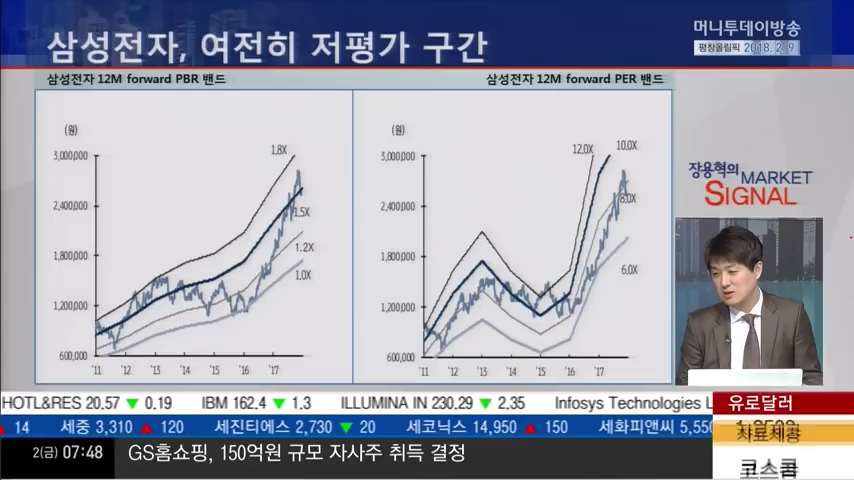 삼성전자, 여전히 저평가 구간
머니투데이방송
평창올림픽 2018. 2. 9
삼성전자 12M forward PBR 밴드
삼성전자 12M forward PER 밴드
(원)
3,000,000
2,400,000
1,800,000
1,200,000
600,000
1.8X
1.5X
1.2X
1.0X
'11 '12 '13 '14 '15 '16 '17
(원)
3,000,000
2,400,000
1,800,000
1,200,000
600,000
12.0X
10.0X
8.0X
6.0X
'11 '12 '13 '14 '15 '16 '17
장용혁의
MARKET
SIGNAL
HOTL&RES 20.57 ▼ 0.19 IBM 162.4 ▼ 1.3 ILLUMINA IN 230.29 ▼ 2.35 Infosys Technologies L
유로달러
▲ 14 세중 3,310 ▲ 120 세진티에스 2,730 ▼ 20 세코닉스 14,950 ▲ 150 세화피앤씨 5,550
자료제공
2(금) 07:48 GS홈쇼핑, 150억원 규모 자사주 취득 결정
코스콤